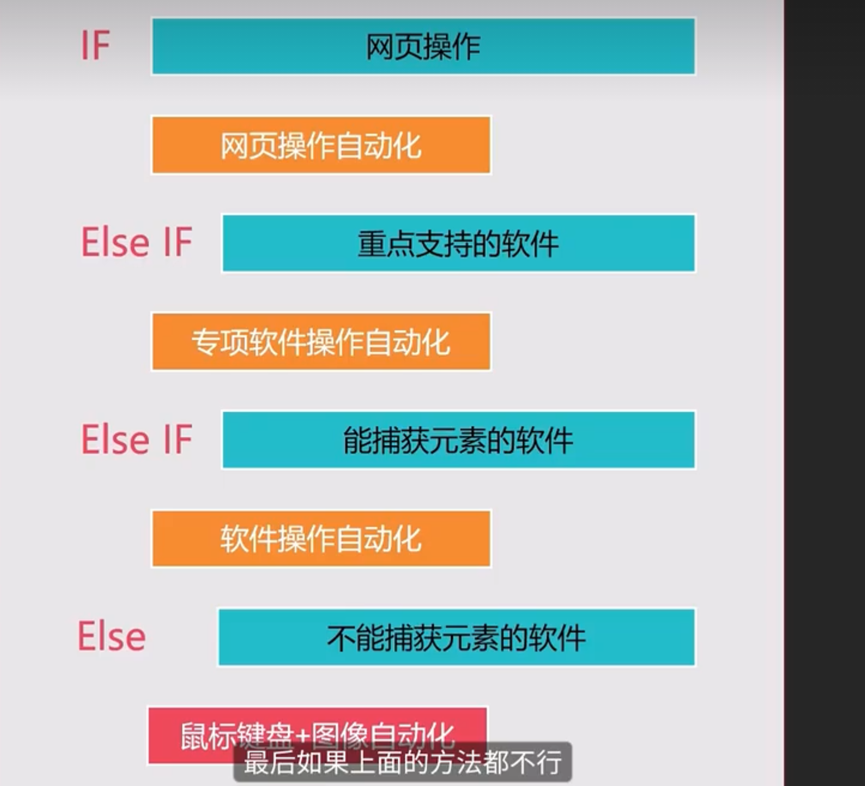 IF 网页操作
网页操作自动化
Else IF 重点支持的软件
专项软件操作自动化
Else IF 能捕获元素的软件
软件操作自动化
Else 不能捕获元素的软件
鼠标键盘+图像自动化
最后如果上面的方法都不行